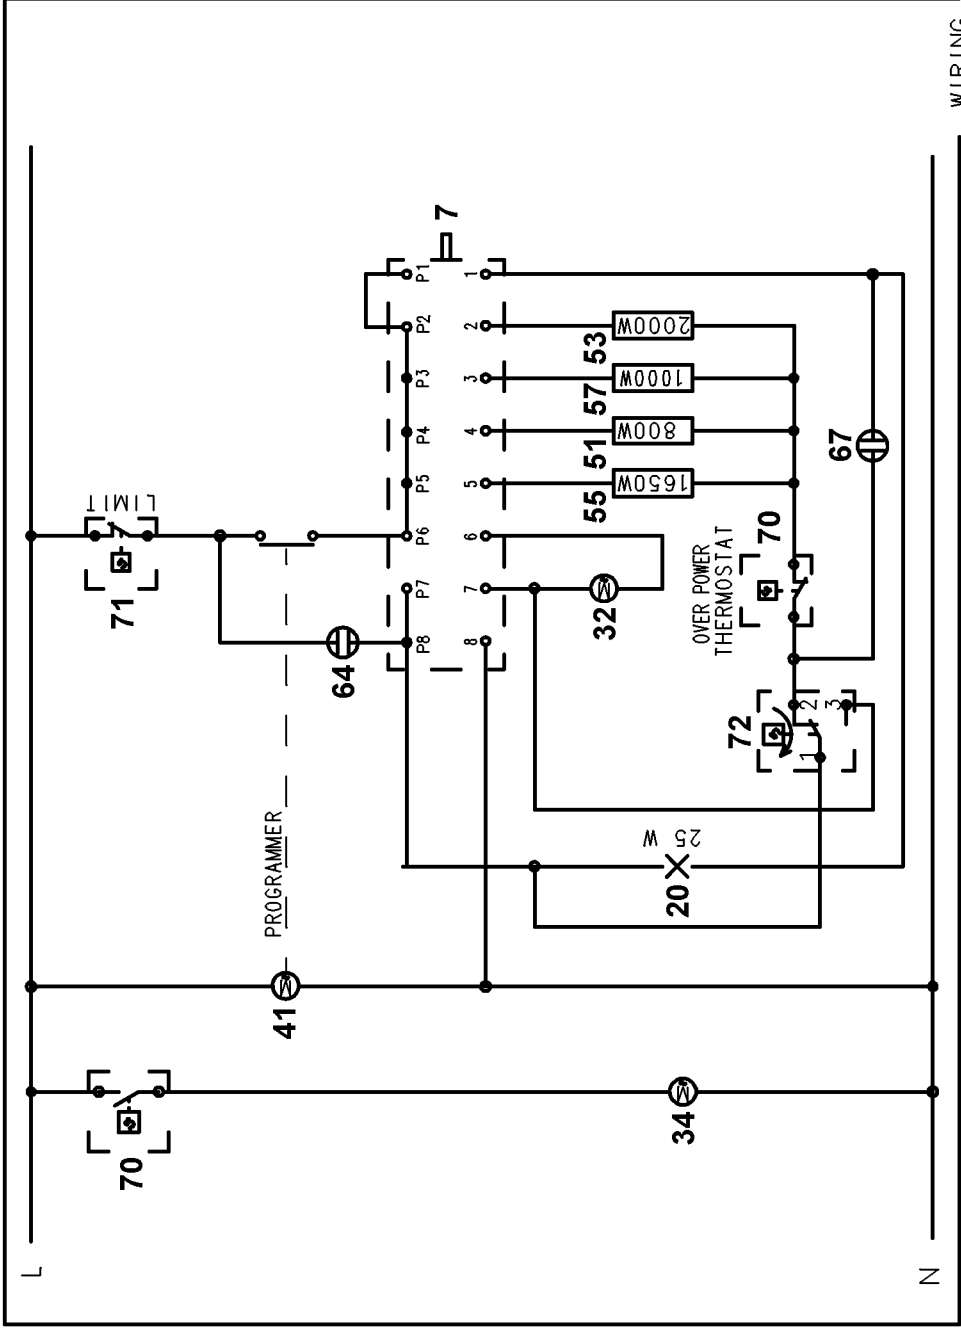 WIRING
7
P1
P2
P3
P4
P5
P6
P7
P8
1
2
3
4
5
6
7
8
LIMIT
71
64
PROGRAMMER
41
70
34
53
2000W
57
1000W
51
800W
55
1650W
32
OVER POWER
THERMOSTAT
70
67
72
1
2
3
25 W
20
M
M
M
L
N